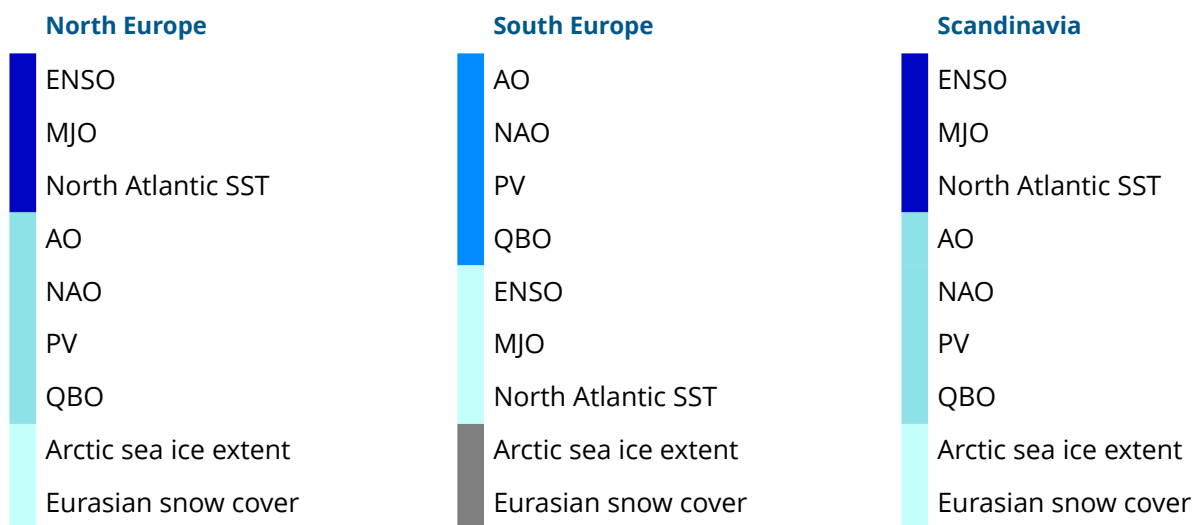 North Europe
ENSO
MJO
North Atlantic SST
AO
NAO
PV
QBO
Arctic sea ice extent
Eurasian snow cover
South Europe
AO
NAO
PV
QBO
ENSO
MJO
North Atlantic SST
Arctic sea ice extent
Eurasian snow cover
Scandinavia
ENSO
MJO
North Atlantic SST
AO
NAO
PV
QBO
Arctic sea ice extent
Eurasian snow cover